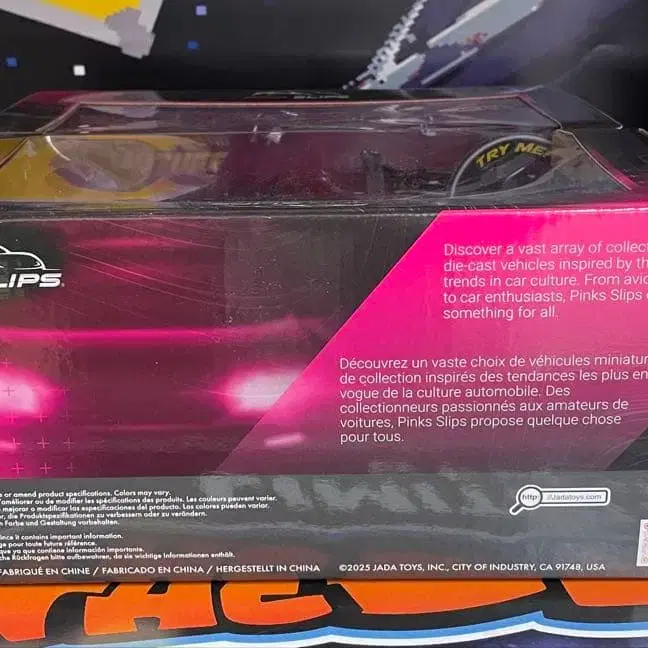 TRY ME
LIPS
Discover a vast array of collec
die-cast vehicles inspired by th
trends in car culture. From avi
to car enthusiasts, Pinks Slips
something for all.
Découvrez un vaste choix de véhicules miniatur
de collection inspirés des tendances les plus en
vogue de la culture automobile. Des
collectionneurs passionnés aux amateurs de
voitures, Pinks Slips propose quelque chose
pour tous.
or amend product specifications. Colors may vary.
'améliorer ou de modifier les spécifications des produits. Les couleurs peuvent varier.
mejorar o modificar las especificaciones del producto. Los colores pueden variar.
, die Produktspezifikationen zu verbessern oder zu verändern.
n Farbe und Gestaltung vorbehalten.
ince it contains important information.
ge pour toute future référence.
que ya que contiene información importante.
che Rückfragen bitte aufbewahren, da sie wichtige Informationen enthält.
FABRIQUÉ EN CHINE / FABRICADO EN CHINA / HERGESTELLT IN CHINA
©2025 JADA TOYS, INC., CITY OF INDUSTRY, CA 91748, USA
http://Jadatoys.com